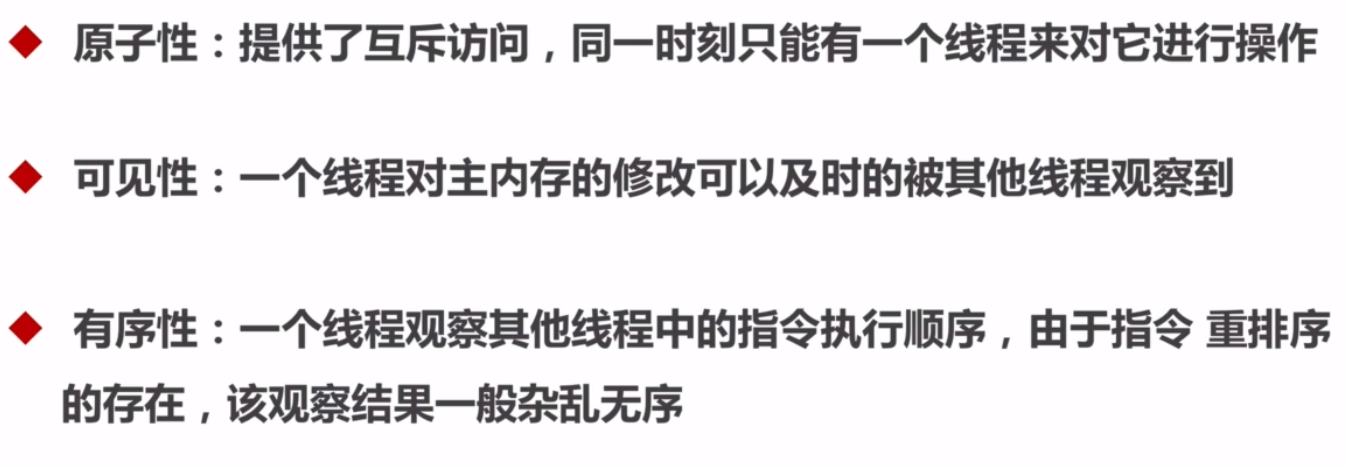 ◆ 原子性：提供了互斥访问，同一时刻只能有一个线程来对它进行操作
◆ 可见性：一个线程对主内存的修改可以及时的被其他线程观察到
◆ 有序性：一个线程观察其他线程中的指令执行顺序，由于指令 重排序
的存在，该观察结果一般杂乱无序